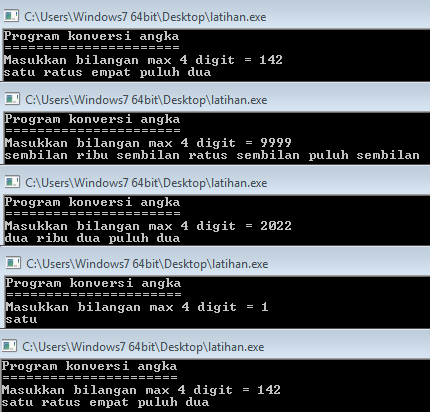 C:\Users\Windows7 64bit\Desktop\latihan.exe
Program konversi angka
======================
Masukkan bilangan max 4 digit = 142
satu ratus empat puluh dua
C:\Users\Windows7 64bit\Desktop\latihan.exe
Program konversi angka
======================
Masukkan bilangan max 4 digit = 9999
sembilan ribu sembilan ratus sembilan puluh sembilan
C:\Users\Windows7 64bit\Desktop\latihan.exe
Program konversi angka
======================
Masukkan bilangan max 4 digit = 2022
dua ribu dua puluh dua
C:\Users\Windows7 64bit\Desktop\latihan.exe
Program konversi angka
======================
Masukkan bilangan max 4 digit = 1
satu
C:\Users\Windows7 64bit\Desktop\latihan.exe
Program konversi angka
======================
Masukkan bilangan max 4 digit = 142
satu ratus empat puluh dua